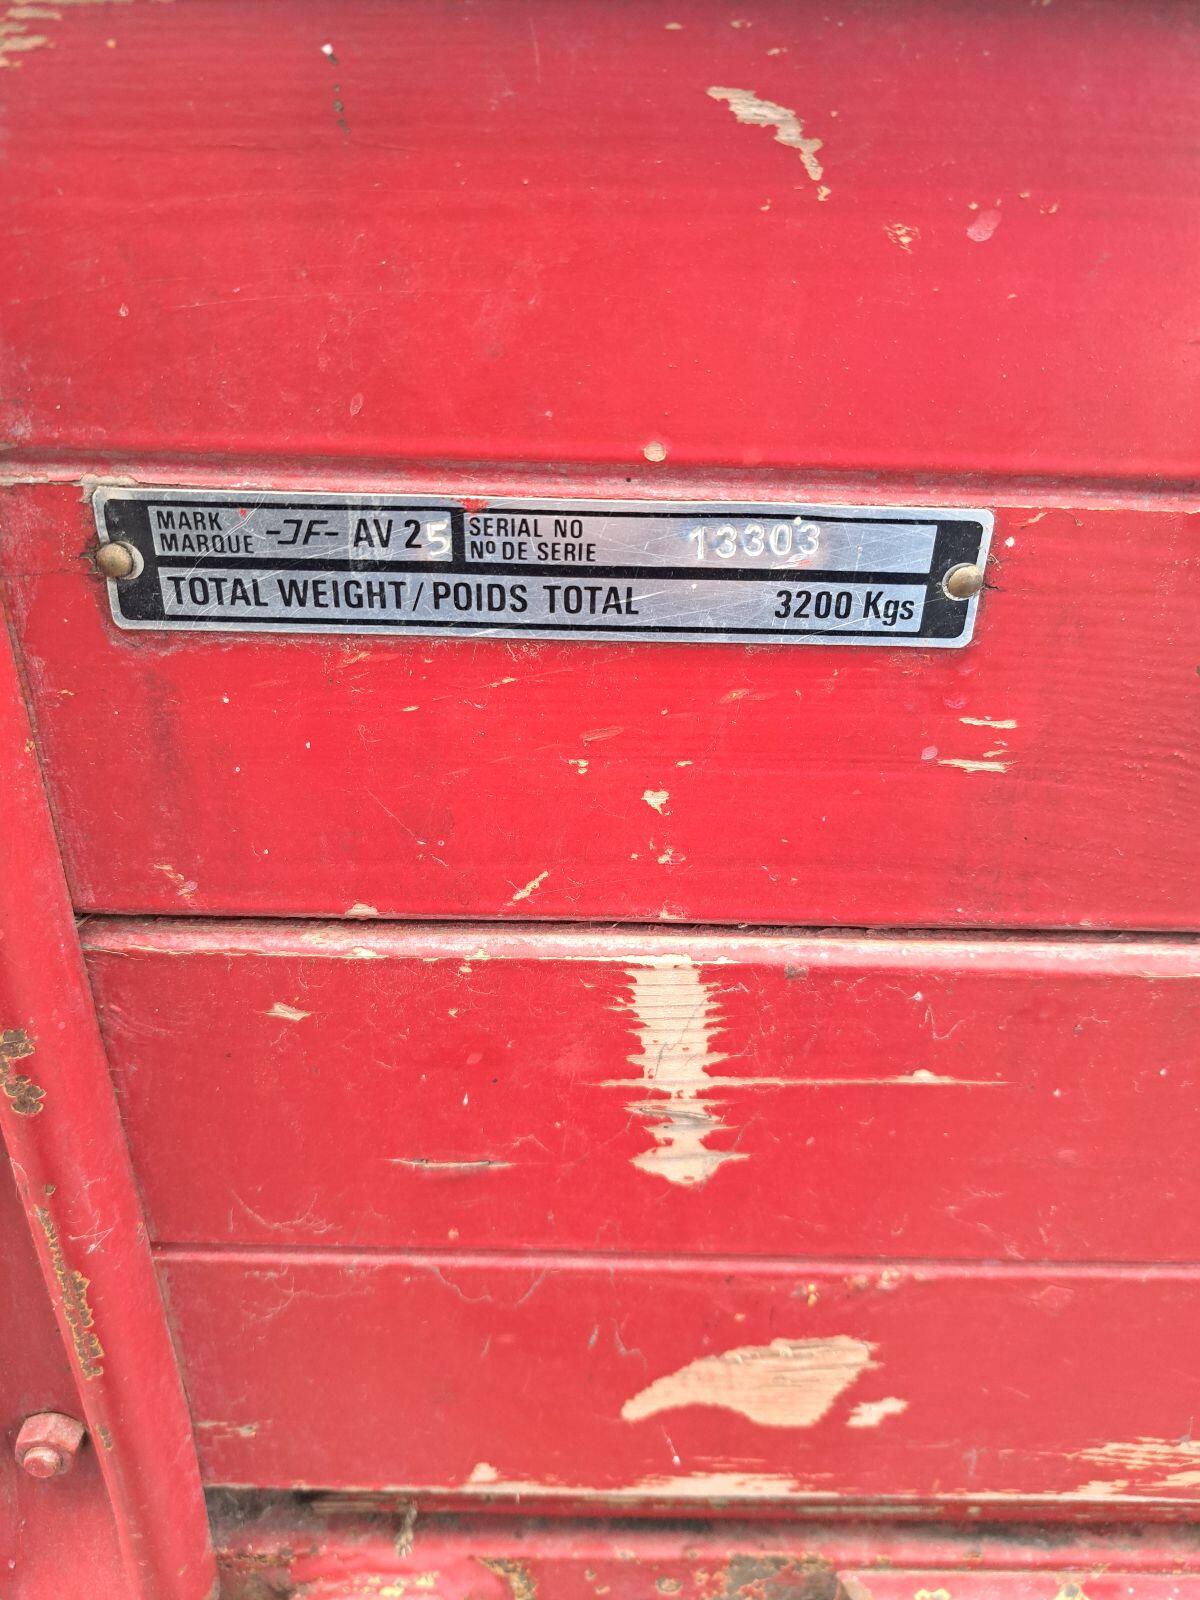 MARK
MARQUE
-JF- AV 25
SERIAL NO
Nº DE SERIE
13303
TOTAL WEIGHT/POIDS TOTAL 3200 Kgs